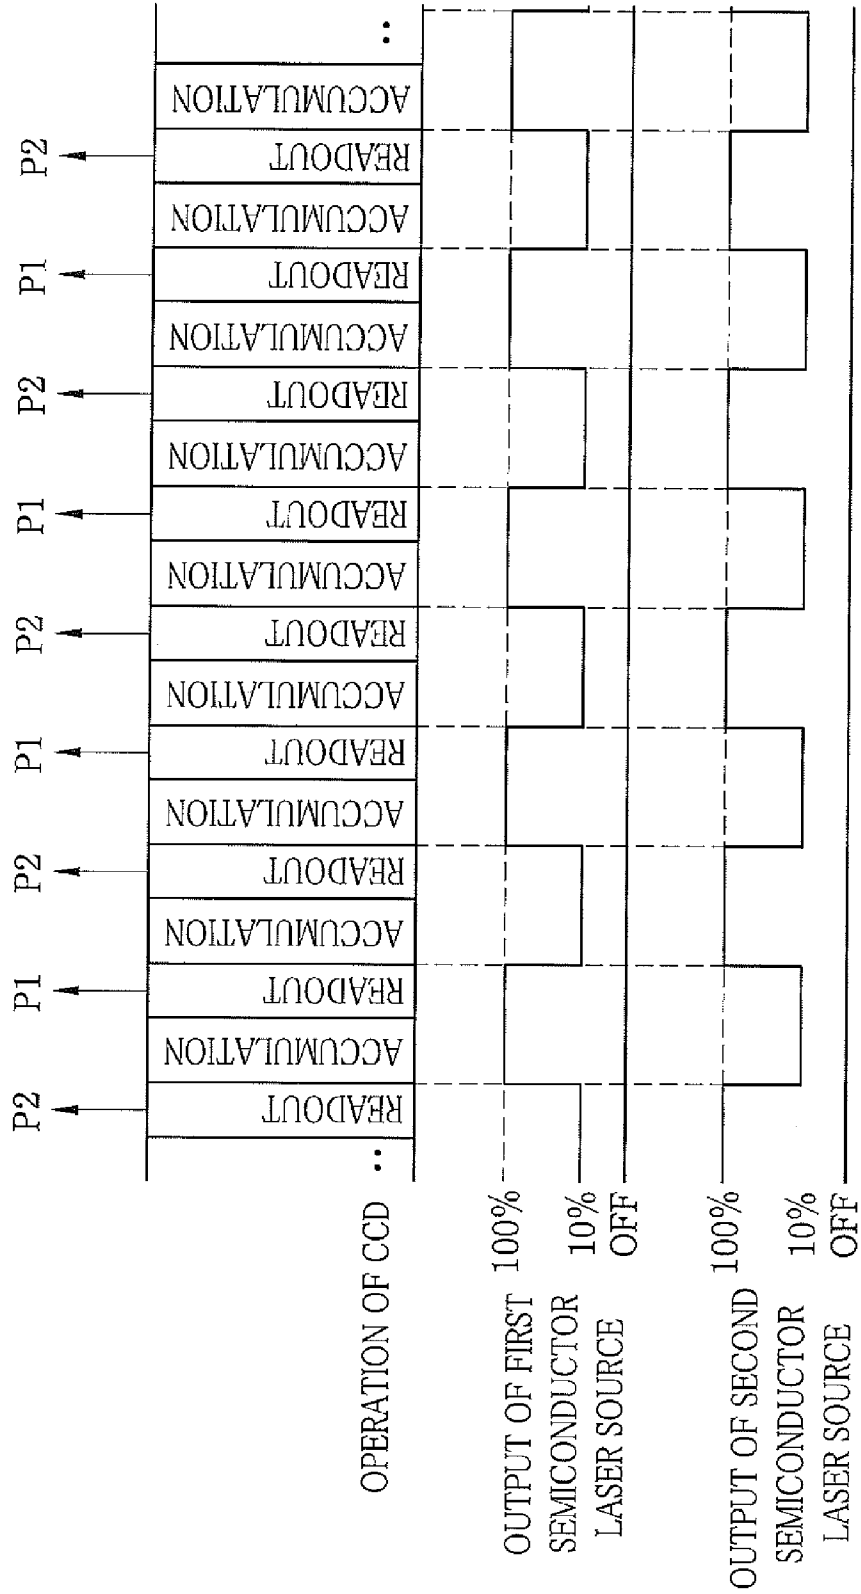 P2
P1
P2
P1
P2
P1
P2
P1
P2
OPERATION OF CCD
··
READOUT
ACCUMULATION
READOUT
ACCUMULATION
READOUT
ACCUMULATION
READOUT
ACCUMULATION
READOUT
ACCUMULATION
READOUT
ACCUMULATION
READOUT
ACCUMULATION
READOUT
ACCUMULATION
READOUT
ACCUMULATION
··
OUTPUT OF FIRST
SEMICONDUCTOR
LASER SOURCE
100%
10%
OFF
OUTPUT OF SECOND
SEMICONDUCTOR
LASER SOURCE
100%
10%
OFF